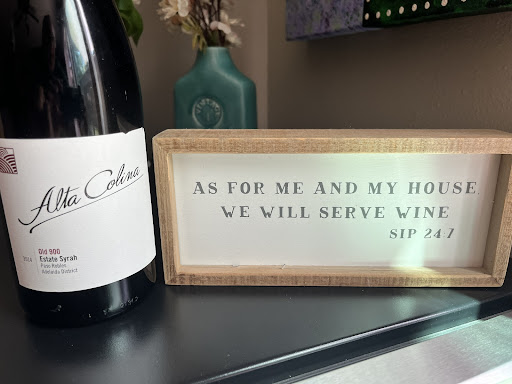 Alta Colina
Old 900
2014 Estate Syrah
Paso Robles
Adelaida District
AS FOR ME AND MY HOUSE
WE WILL SERVE WINE
SIP 24:7